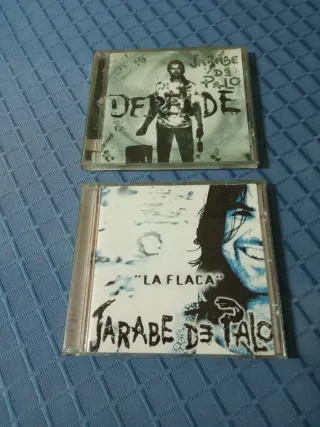 JARABE
DE
PALO
DEPENDE
"LA FLACA"
JARABE DE PALO